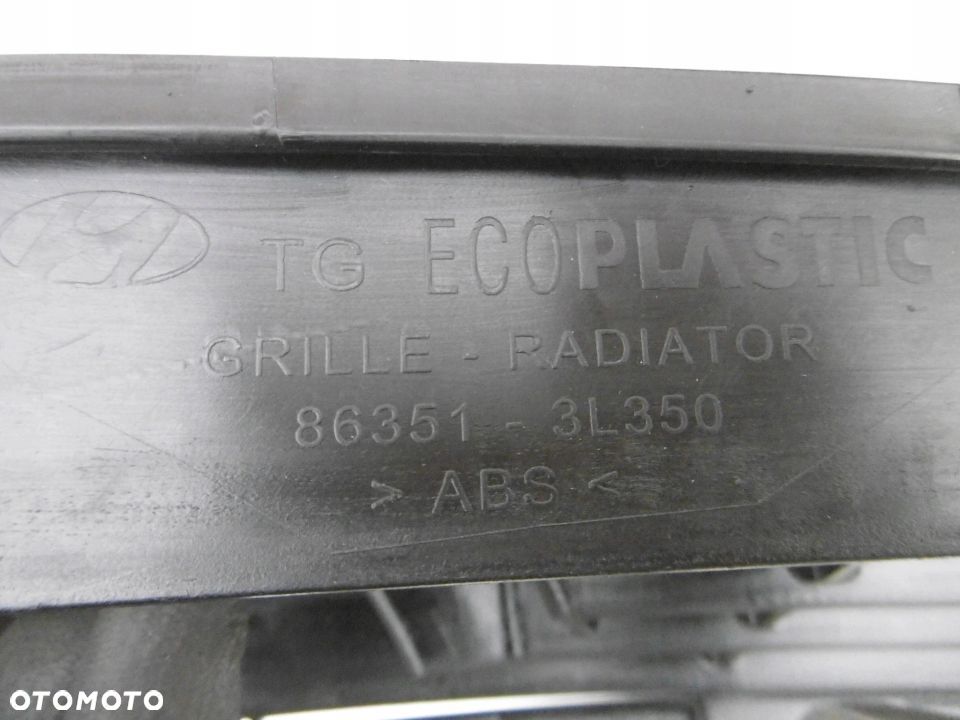 TG ECOPLASTIC
GRILLE - RADIATOR
86351 - 3L350
> ABS <
OTOMOTO